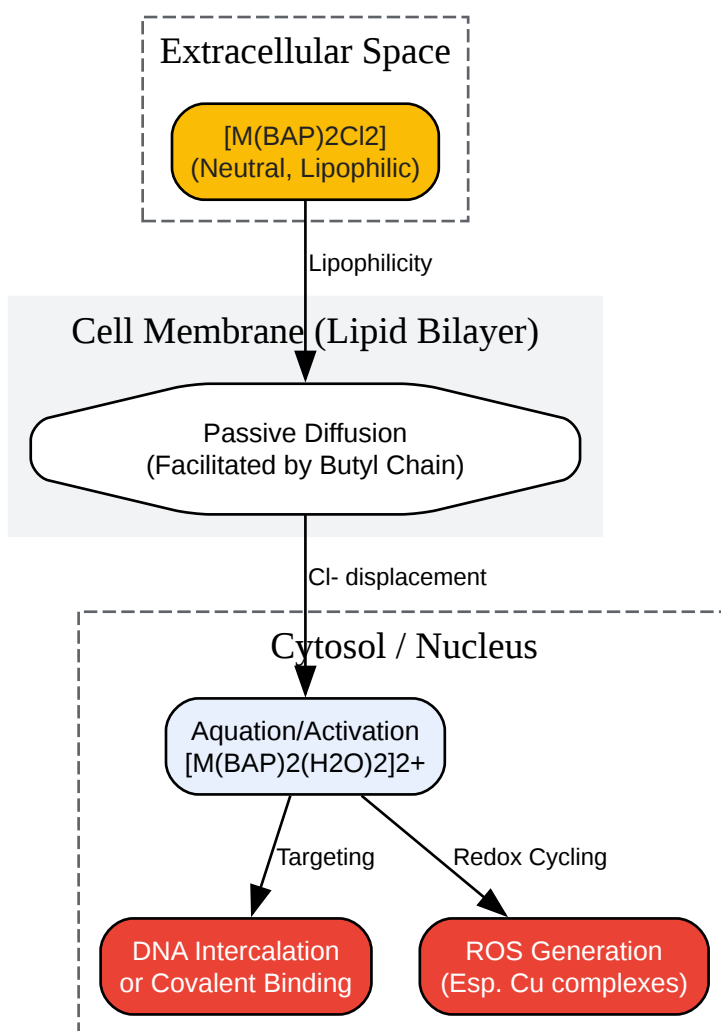 Extracellular Space
[M(BAP)2Cl2]
(Neutral, Lipophilic)
Lipophilicity
Cell Membrane (Lipid Bilayer)
Passive Diffusion
(Facilitated by Butyl Chain)
Cl- displacement
Cytosol / Nucleus
Aquation/Activation
[M(BAP)2(H2O)2]2+
Targeting
Redox Cycling
DNA Intercalation
or Covalent Binding
ROS Generation
(Esp. Cu complexes)